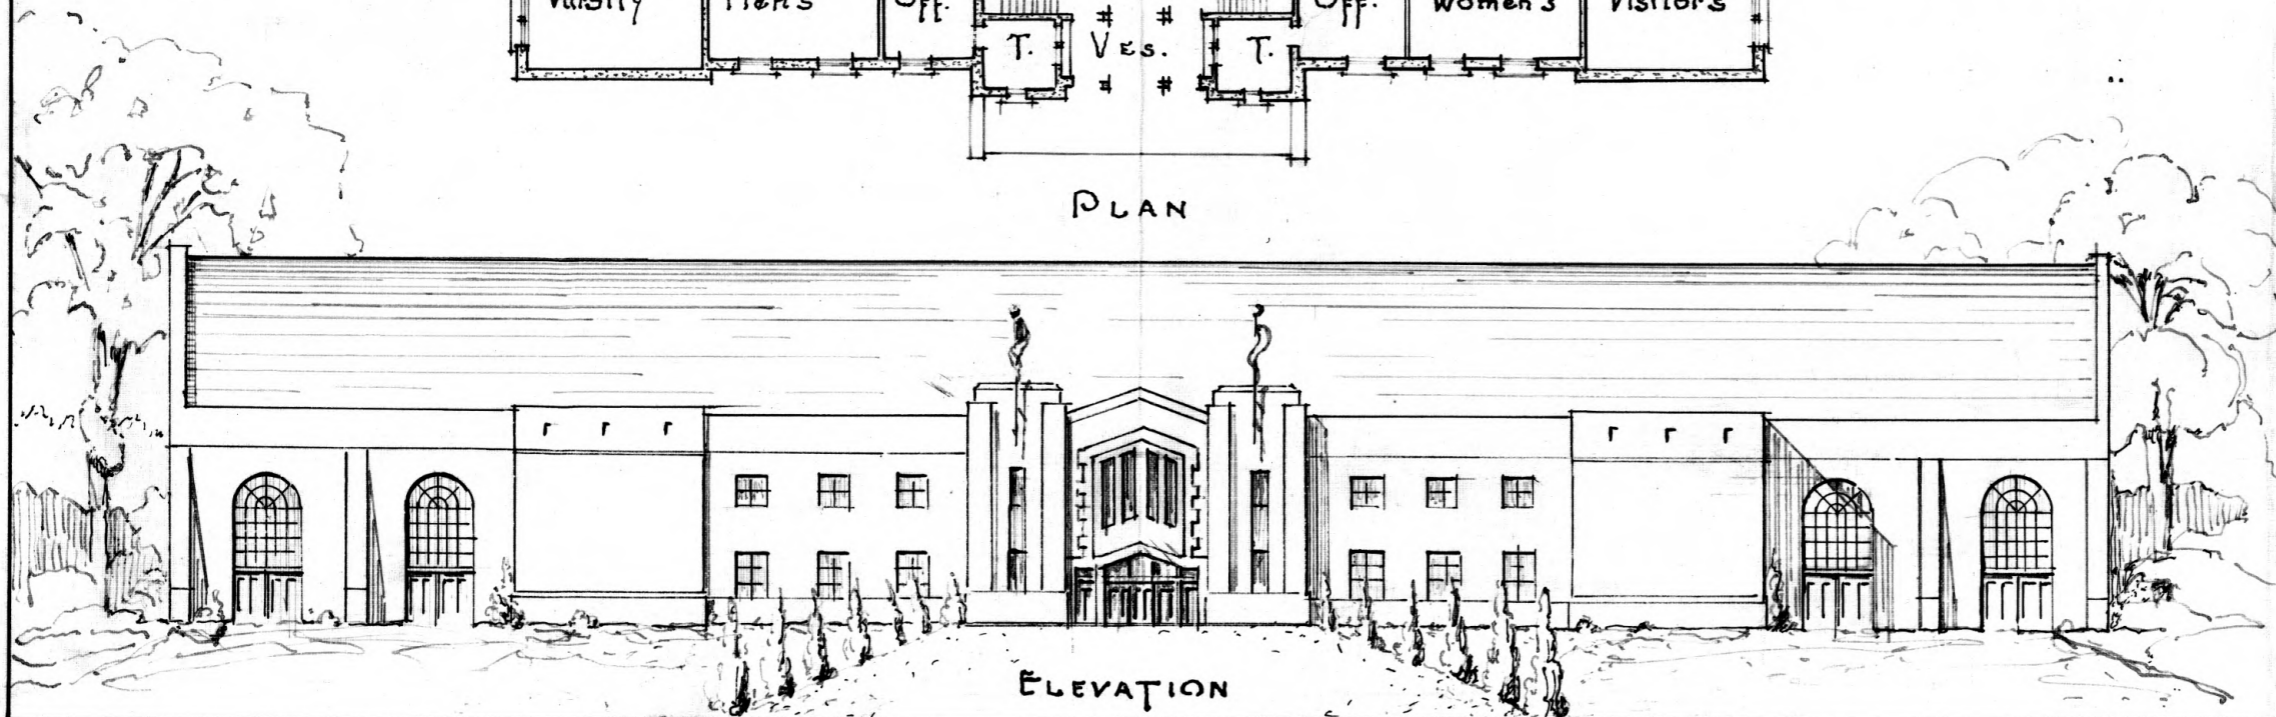 Varsity Men's Off. Off. Women's Visitors
T. Ves. T.
PLAN
ELEVATION